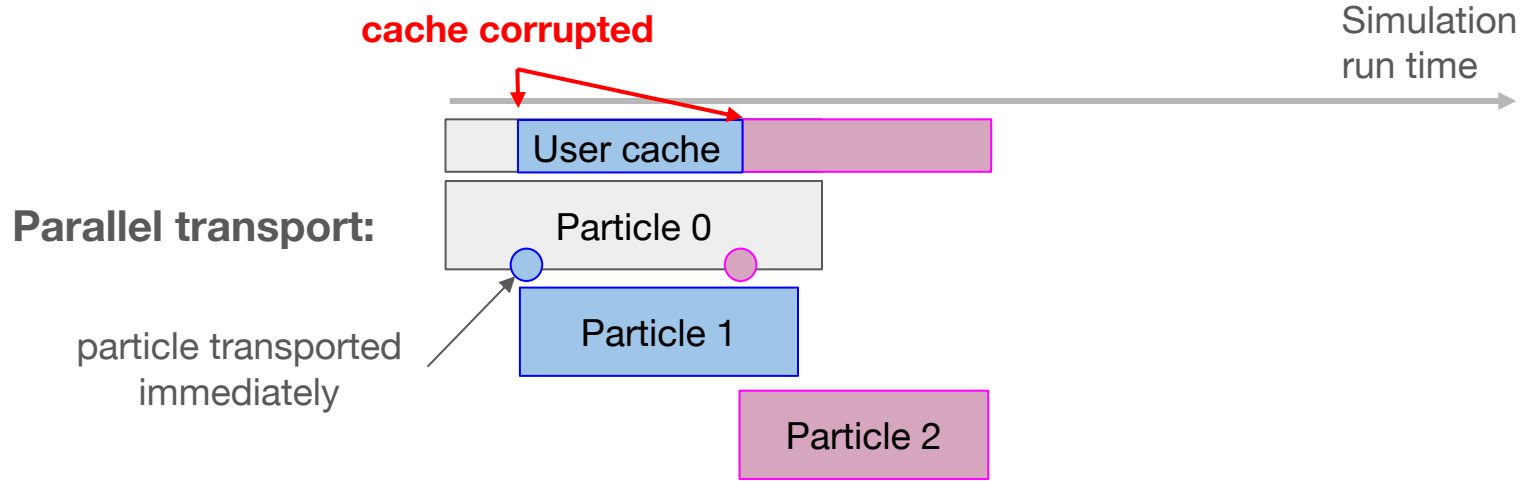 cache corrupted
Simulation
run time
User cache
Parallel transport:
Particle 0
particle transported
immediately
Particle 1
Particle 2